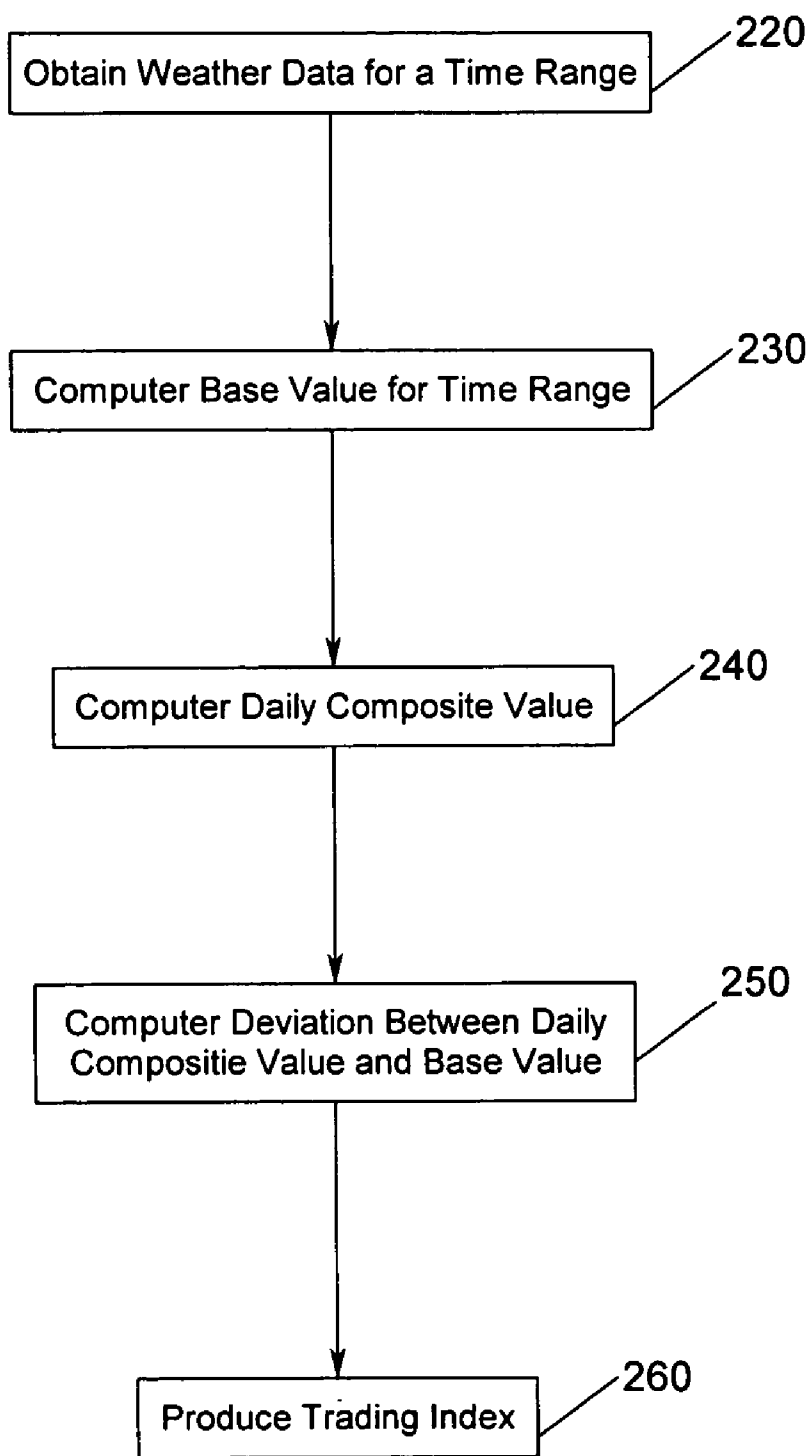 220
Obtain Weather Data for a Time Range
230
Computer Base Value for Time Range
240
Computer Daily Composite Value
250
Computer Deviation Between Daily
Compositie Value and Base Value
260
Produce Trading Index